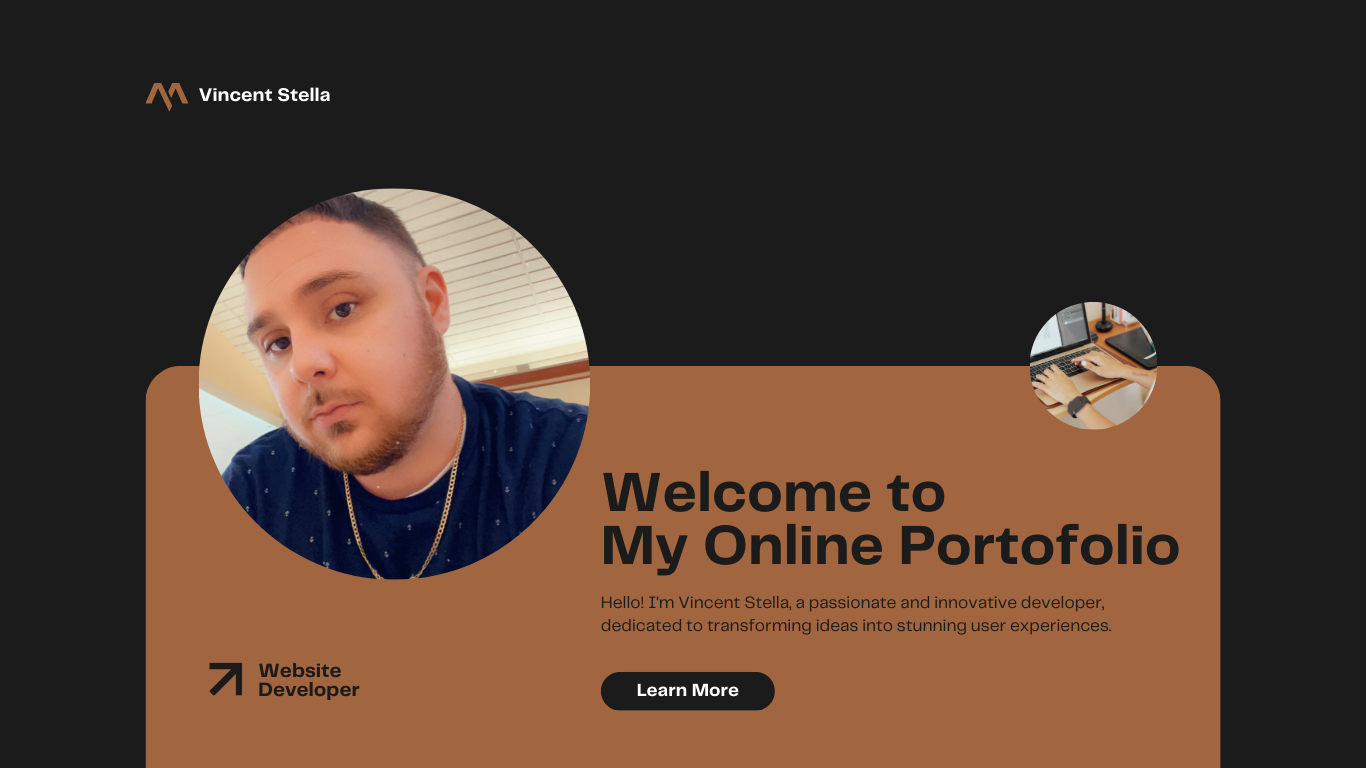 Vincent Stella
Welcome to
My Online Portofolio
Hello! I'm Vincent Stella, a passionate and innovative developer,
dedicated to transforming ideas into stunning user experiences.
Website
Developer
Learn More